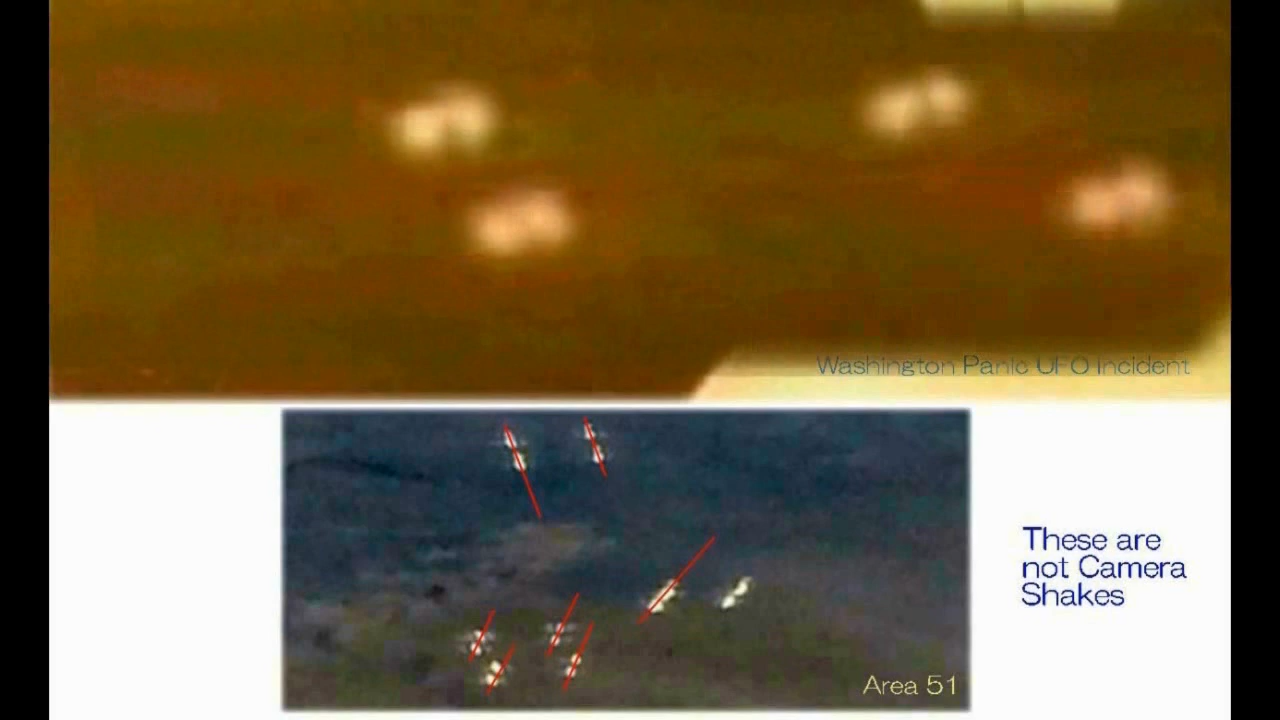 Washington Panic UFO Incident
These are
not Camera
Shakes
Area 51